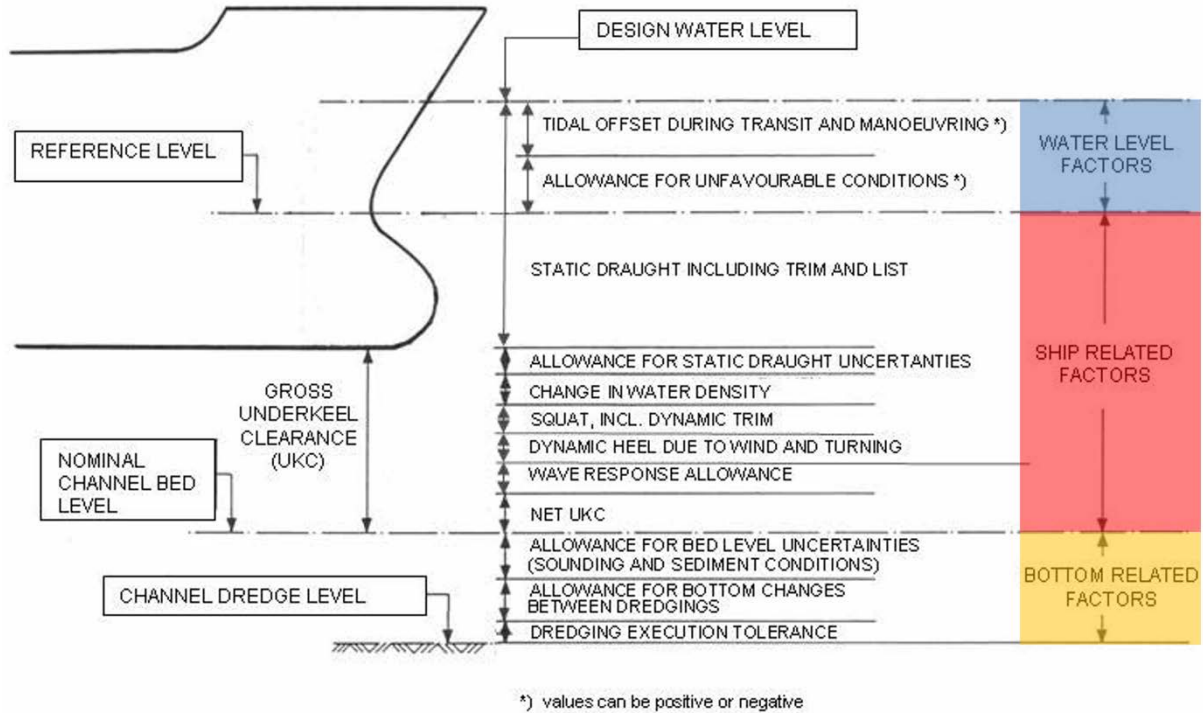 DESIGN WATER LEVEL
TIDAL OFFSET DURING TRANSIT AND MANOEUVRING *)
WATER LEVEL
FACTORS
REFERENCE LEVEL
ALLOWANCE FOR UNFAVOURABLE CONDITIONS *)
STATIC DRAUGHT INCLUDING TRIM AND LIST
SHIP RELATED
FACTORS
ALLOWANCE FOR STATIC DRAUGHT UNCERTANTIES
CHANGE IN WATER DENSITY
SQUAT, INCL. DYNAMIC TRIM
DYNAMIC HEEL DUE TO WIND AND TURNING
WAVE RESPONSE ALLOWANCE
NET UKC
GROSS
UNDERKEEL
CLEARANCE
(UKC)
NOMINAL
CHANNEL BED
LEVEL
ALLOWANCE FOR BED LEVEL UNCERTAINTIES
(SOUNDING AND SEDIMENT CONDITIONS)
ALLOWANCE FOR BOTTOM CHANGES
BETWEEN DREDGINGS
DREDGING EXECUTION TOLERANCE
BOTTOM RELATED
FACTORS
CHANNEL DREDGE LEVEL
*) values can be positive or negative